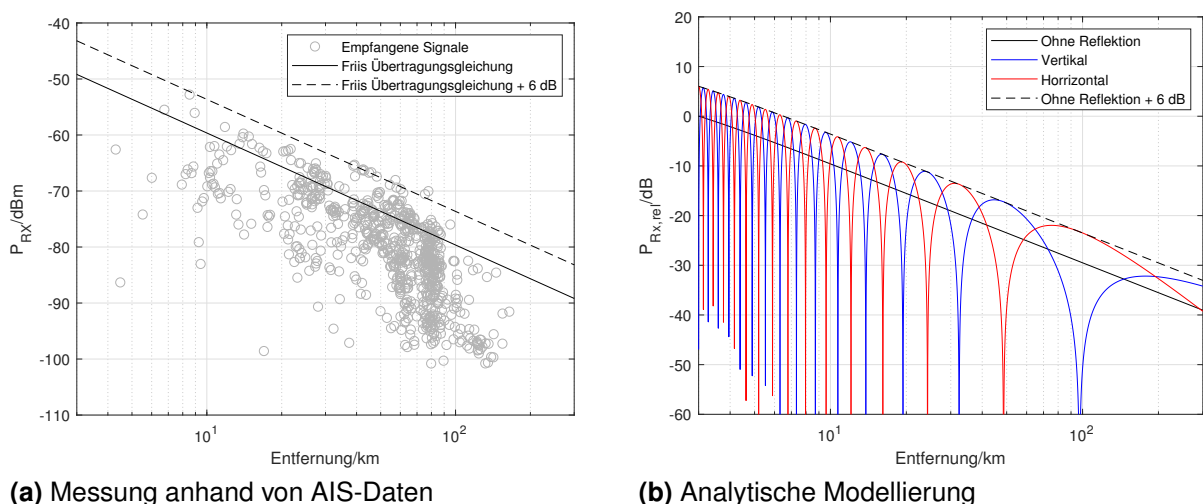 -40
-50
-60
-70
-80
-90
-100
-110
P_RX/dBm
10^1
10^2
Entfernung/km
Empfangene Signale
Friis Übertragungsgleichung
Friis Übertragungsgleichung + 6 dB
(a) Messung anhand von AIS-Daten
20
10
0
-10
-20
-30
-40
-50
-60
P_Rx,rel/dB
10^1
10^2
Entfernung/km
Ohne Reflektion
Vertikal
Horrizontal
Ohne Reflektion + 6 dB
(b) Analytische Modellierung